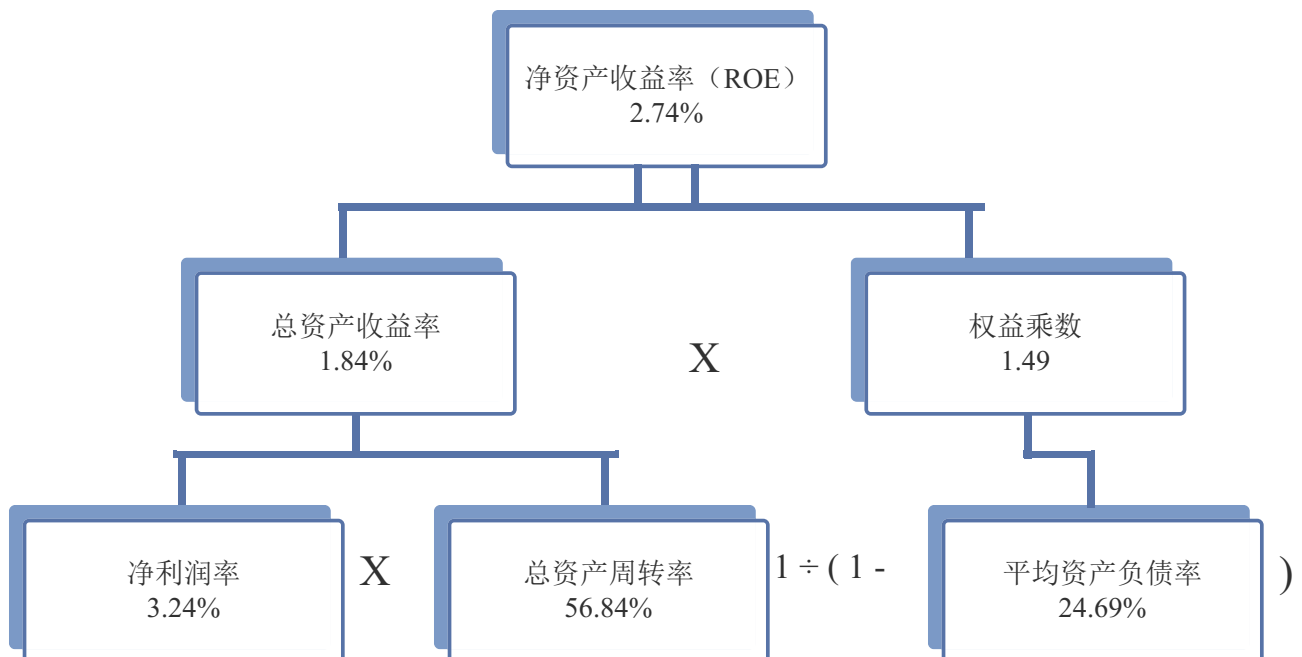 净资产收益率（ROE）
2.74%
总资产收益率
1.84%
X
权益乘数
1.49
净利润率
3.24%
X
总资产周转率
56.84%
1 ÷ ( 1 -
平均资产负债率
24.69%
)